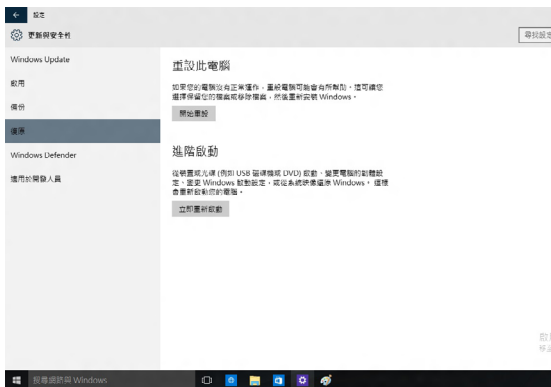 設定
更新與安全性
尋找設定
Windows Update
啟用
備份
復原
Windows Defender
適用於開發人員
重設此電腦
如果您的電腦沒有正常運作，重設電腦可能會有所幫助。這可讓您
選擇保留您的檔案或移除檔案，然後重新安裝 Windows。
開始重設
進階啟動
從裝置或光碟 (例如 USB 磁碟機或 DVD) 啟動、變更電腦的韌體設
定、變更 Windows 啟動設定，或從系統映像還原 Windows。這樣
會重新啟動您的電腦。
立即重新啟動
搜尋網路與 Windows